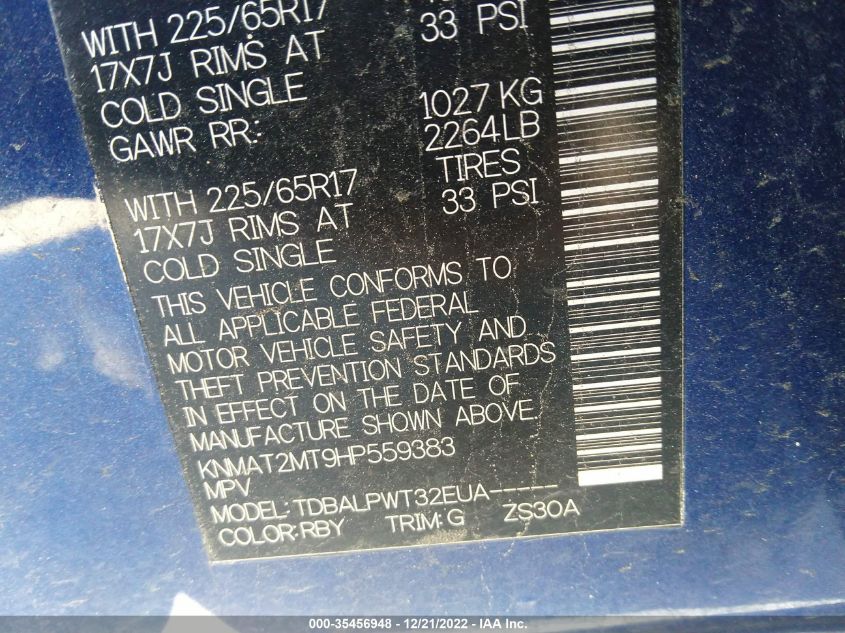 WITH 225/65R17
17X7J RIMS AT 33 PSI
COLD SINGLE
GAWR RR: 1027 KG
2264LB
WITH 225/65R17 TIRES
17X7J RIMS AT 33 PSI
COLD SINGLE
THIS VEHICLE CONFORMS TO
ALL APPLICABLE FEDERAL
MOTOR VEHICLE SAFETY AND
THEFT PREVENTION STANDARDS
IN EFFECT ON THE DATE OF
MANUFACTURE SHOWN ABOVE.
KNMAT2MT9HP559383
MPV
MODEL:TDBALPWT32EUA-----
COLOR:RBY TRIM:G ZS30A
000-35456948 - 12/21/2022 - IAA Inc.